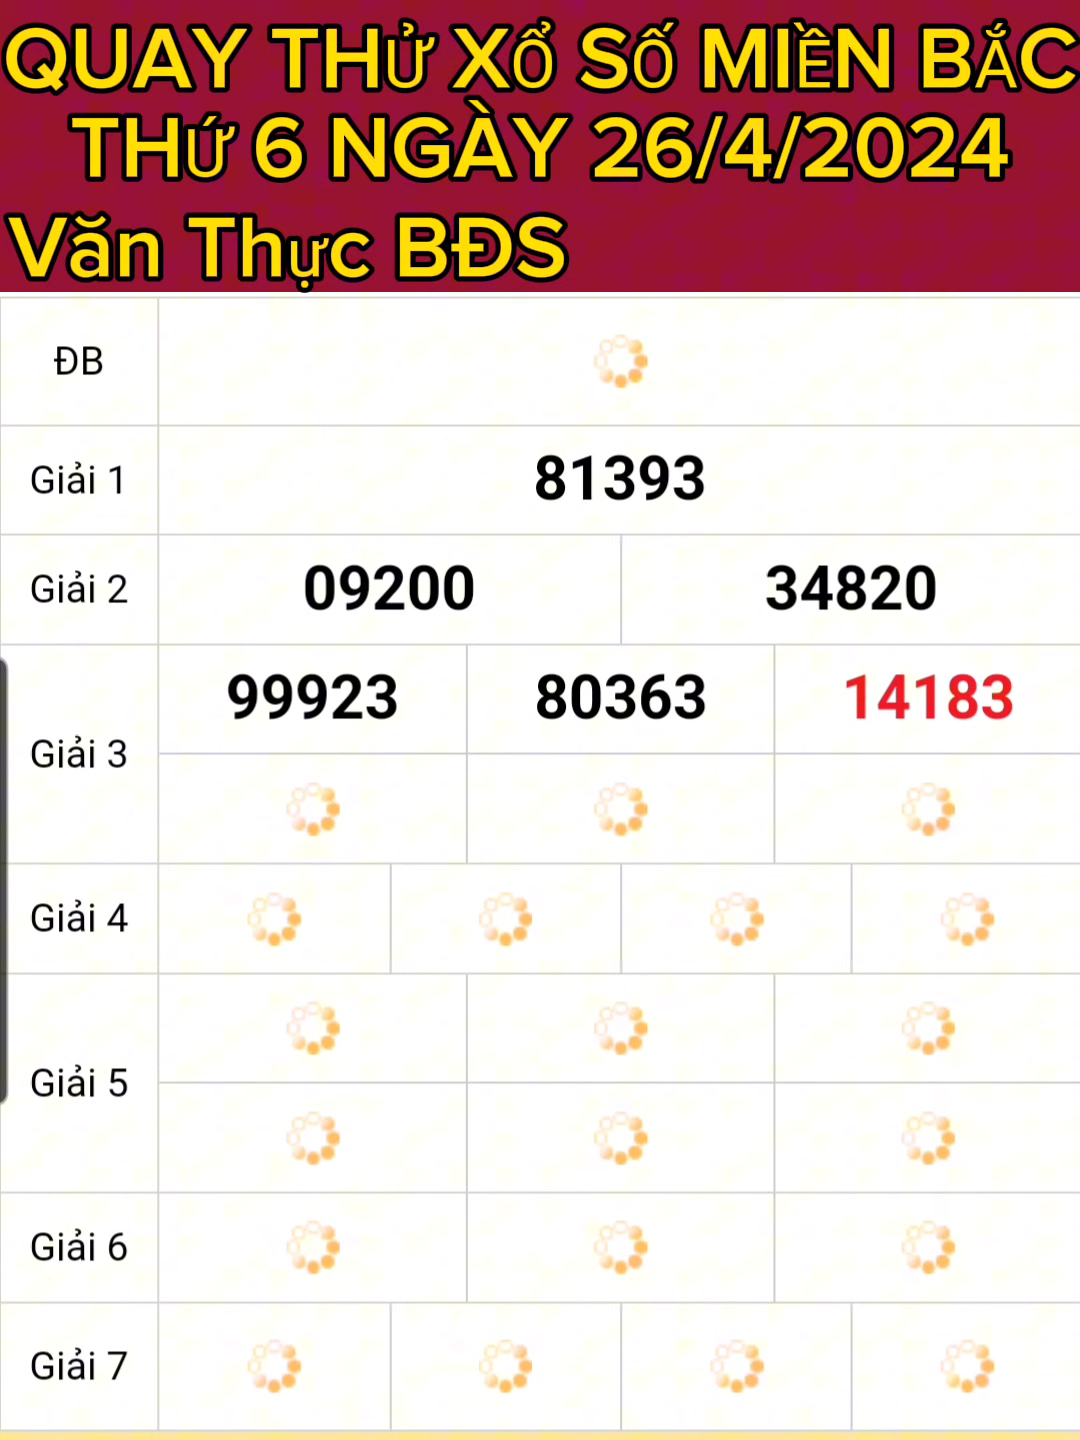 QUAY THỬ XỔ SỐ MIỀN BẮC
THỨ 6 NGÀY 26/4/2024
Văn Thực BĐS
ĐB
Giải 1
81393
Giải 2
09200 34820
Giải 3
99923 80363 14183
Giải 4
Giải 5
Giải 6
Giải 7